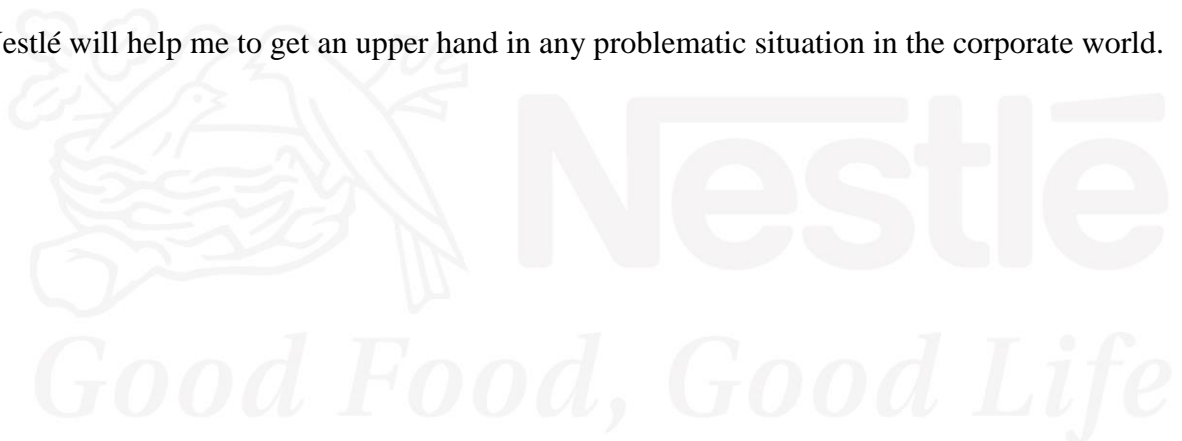 estlé will help me to get an upper hand in any problematic situation in the corporate world.
Nestlé
Good Food, Good Life